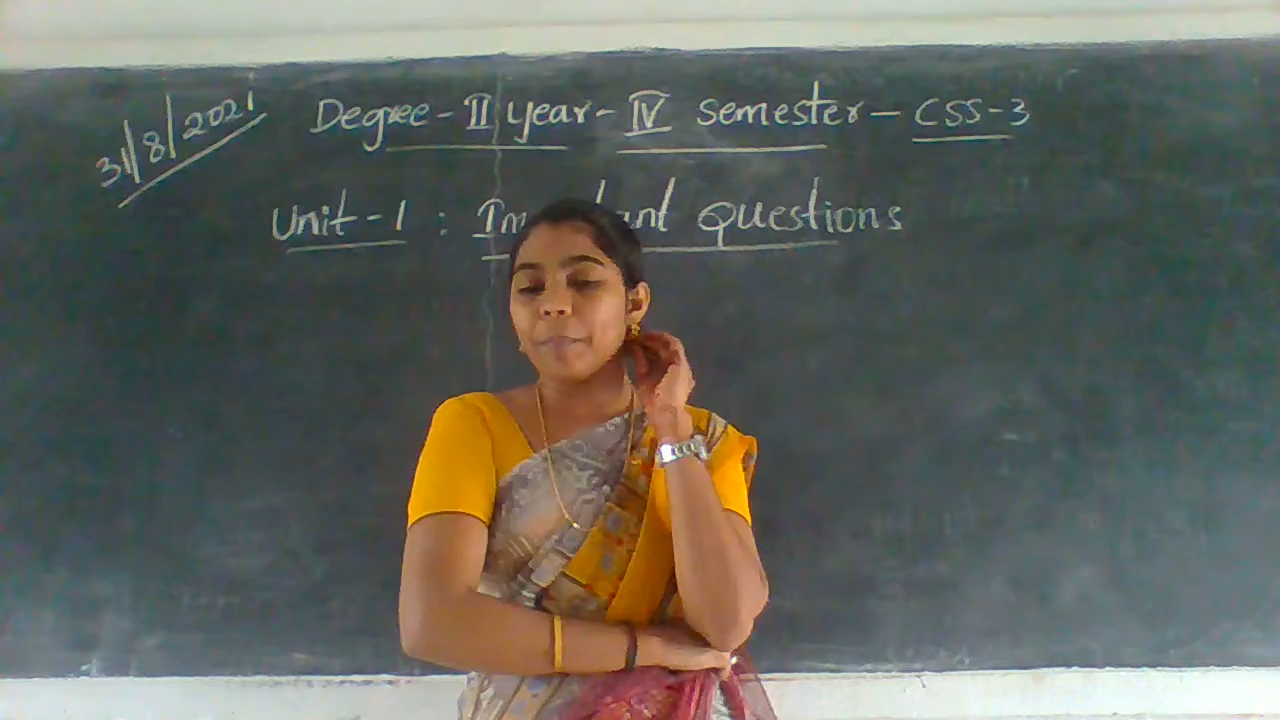 31/8/2021
Degree - II year - IV Semester - CSS-3
Unit - 1 : Questions